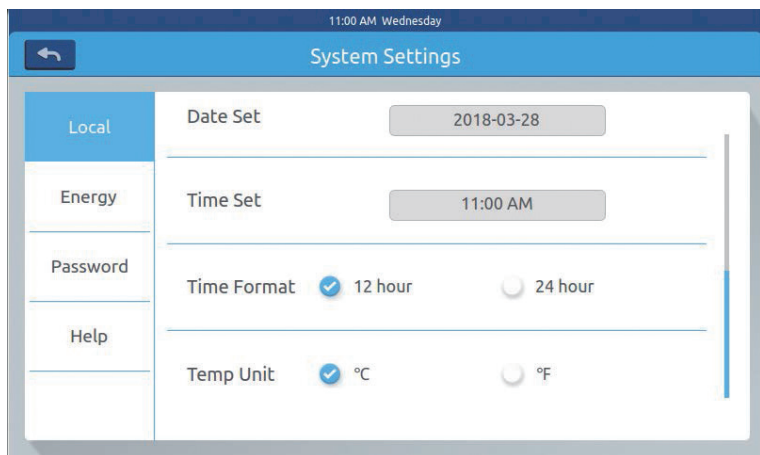 11:00 AM Wednesday
System Settings
Local
Date Set
2018-03-28
Energy
Time Set
11:00 AM
Password
Time Format
12 hour
24 hour
Help
Temp Unit
°C
°F